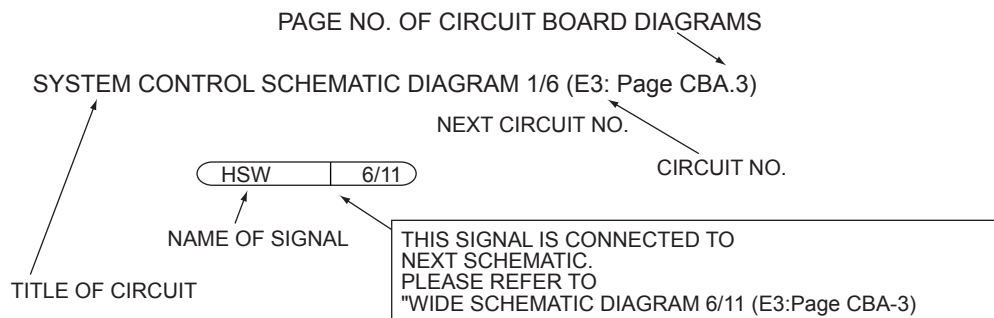 PAGE NO. OF CIRCUIT BOARD DIAGRAMS
SYSTEM CONTROL SCHEMATIC DIAGRAM 1/6 (E3: Page CBA.3)
NEXT CIRCUIT NO.
CIRCUIT NO.
HSW 6/11
NAME OF SIGNAL
TITLE OF CIRCUIT
THIS SIGNAL IS CONNECTED TO
NEXT SCHEMATIC.
PLEASE REFER TO
"WIDE SCHEMATIC DIAGRAM 6/11 (E3:Page CBA-3)